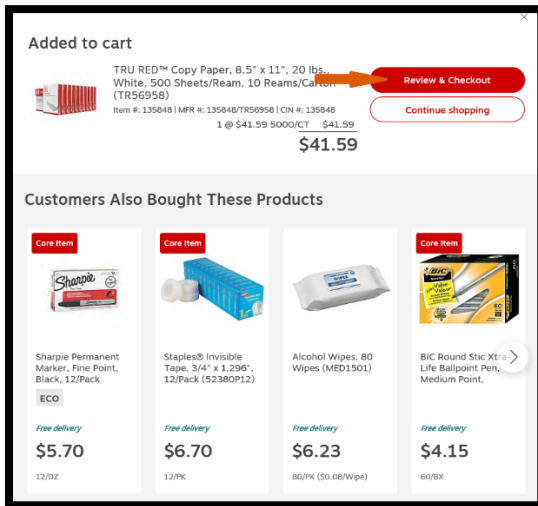 Added to cart
TRU RED™ Copy Paper, 8.5" x 11", 20 lbs.,
White, 500 Sheets/Ream, 10 Reams/Carton
(TR56958)
Item #: 135848 | MFR #: 135848/TR56958 | CIN #: 135848
1 @ $41.59 5000/CT $41.59
$41.59
Review & Checkout
Continue shopping
Customers Also Bought These Products
Core Item
Sharpie
Sharpie Permanent
Marker, Fine Point,
Black, 12/Pack
ECO
Free delivery
$5.70
12/DZ
Core Item
Staples® Invisible
Tape, 3/4" x 1,296",
12/Pack (52380P12)
Free delivery
$6.70
12/PK
WIPES
Alcohol Wipes, 80
Wipes (MED1501)
Free delivery
$6.23
80/PK ($0.08/Wipe)
Core Item
BIC
Value
60
BIC Round Stic Xtra-
Life Ballpoint Pen,
Medium Point,
Free delivery
$4.15
60/BX